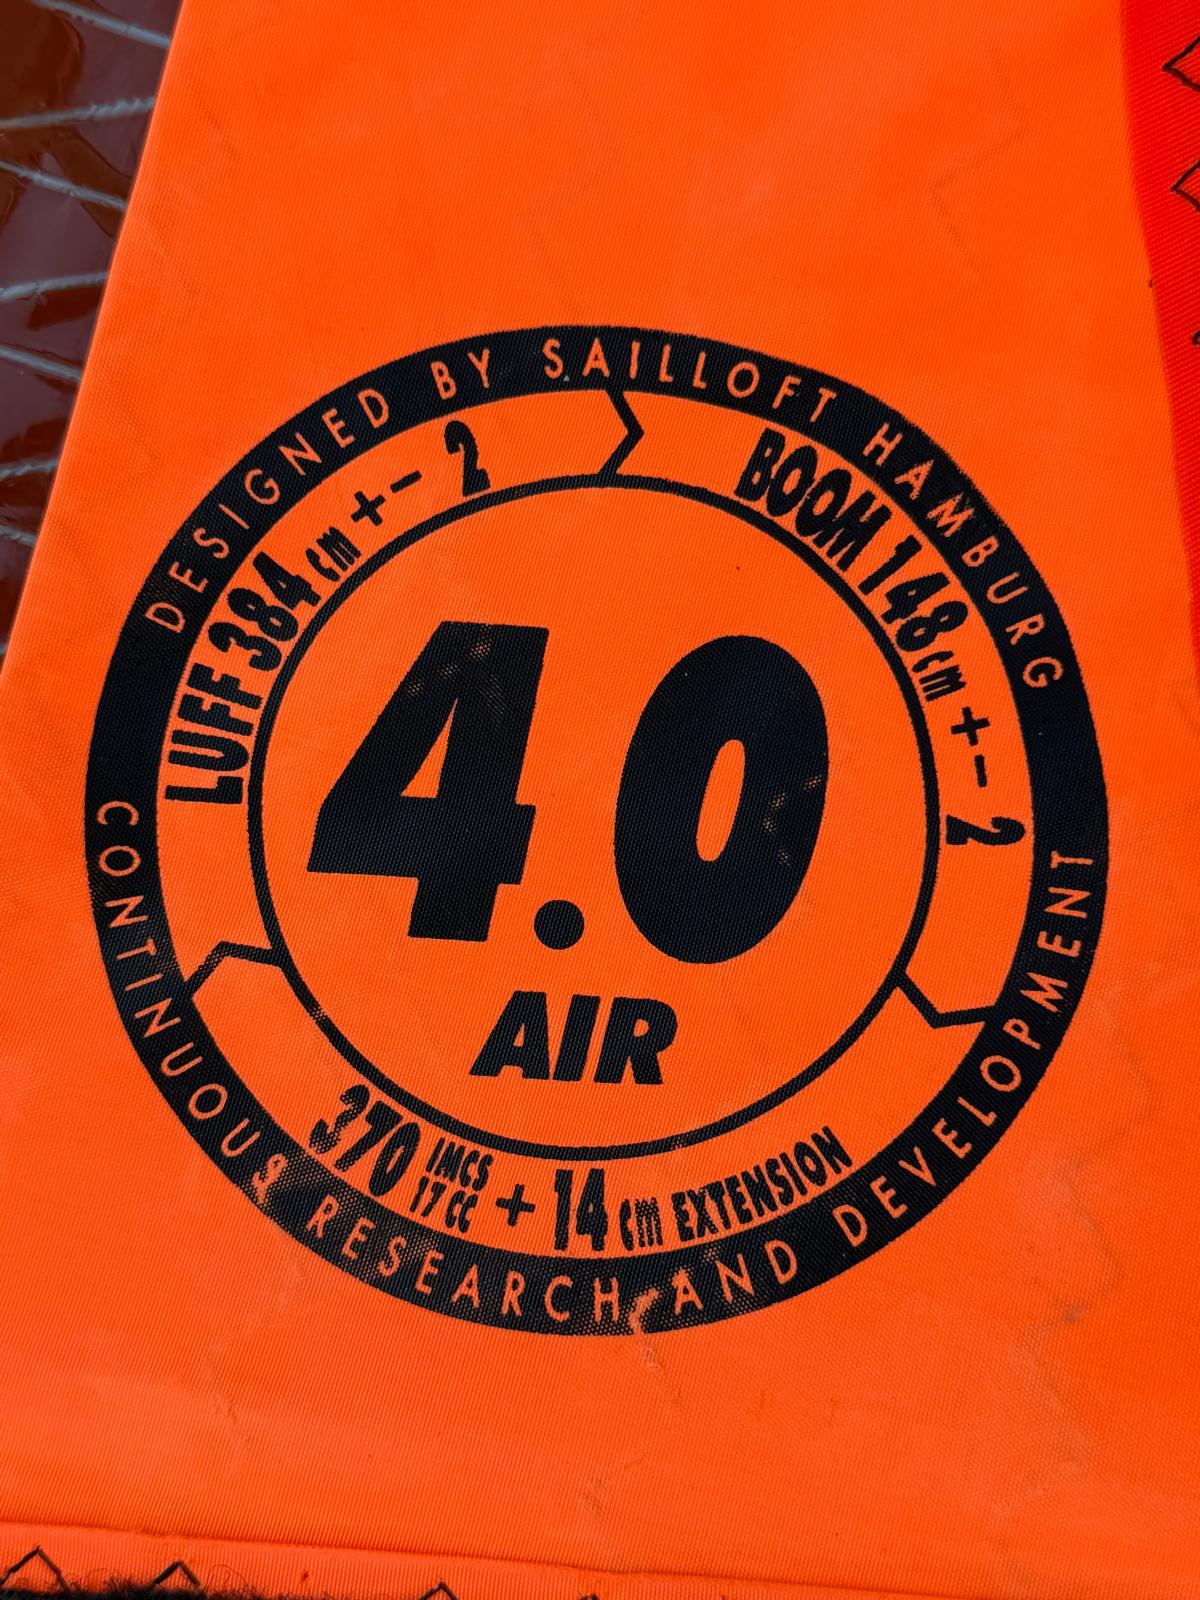 DESIGNED BY SAILLOFT HAMBURG
LUFF 384 cm +- 2
BOOM 148 cm +- 2
4.0
AIR
370 IMCS 17 CC + 14 cm EXTENSION
CONTINUOUS RESEARCH AND DEVELOPMENT